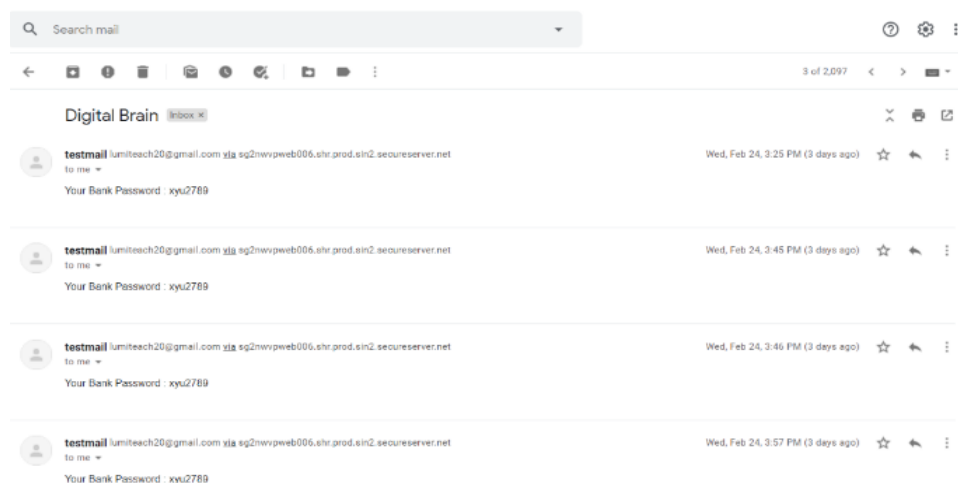 Search mail
3 of 2,097
Digital Brain Inbox ×
testmail lumiteach20@gmail.com via sg2nwvpweb006.shr.prod.sin2.secureserver.net Wed, Feb 24, 3:25 PM (3 days ago)
to me
Your Bank Password : xyu2789
testmail lumiteach20@gmail.com via sg2nwvpweb006.shr.prod.sin2.secureserver.net Wed, Feb 24, 3:45 PM (3 days ago)
to me
Your Bank Password : xyu2789
testmail lumiteach20@gmail.com via sg2nwvpweb006.shr.prod.sin2.secureserver.net Wed, Feb 24, 3:46 PM (3 days ago)
to me
Your Bank Password : xyu2789
testmail lumiteach20@gmail.com via sg2nwvpweb006.shr.prod.sin2.secureserver.net Wed, Feb 24, 3:57 PM (3 days ago)
to me
Your Bank Password : xyu2789